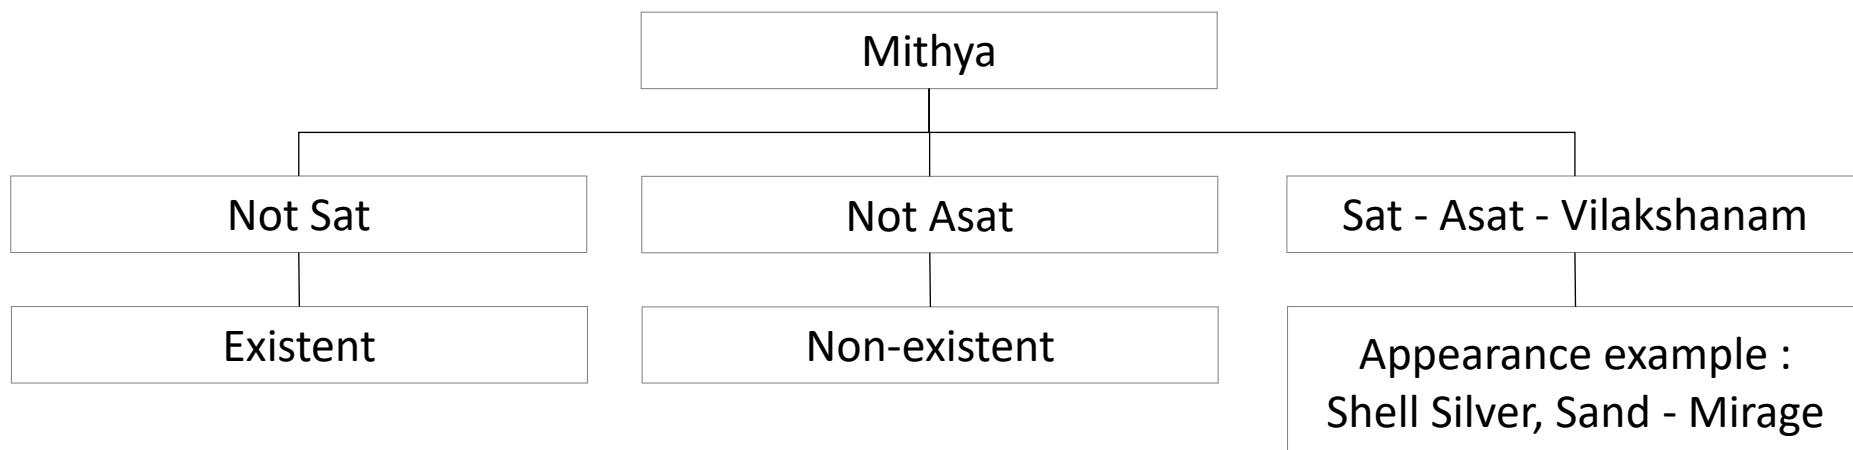 Mithya
Not Sat
Not Asat
Sat - Asat - Vilakshanam
Existent
Non-existent
Appearance example :
Shell Silver, Sand - Mirage